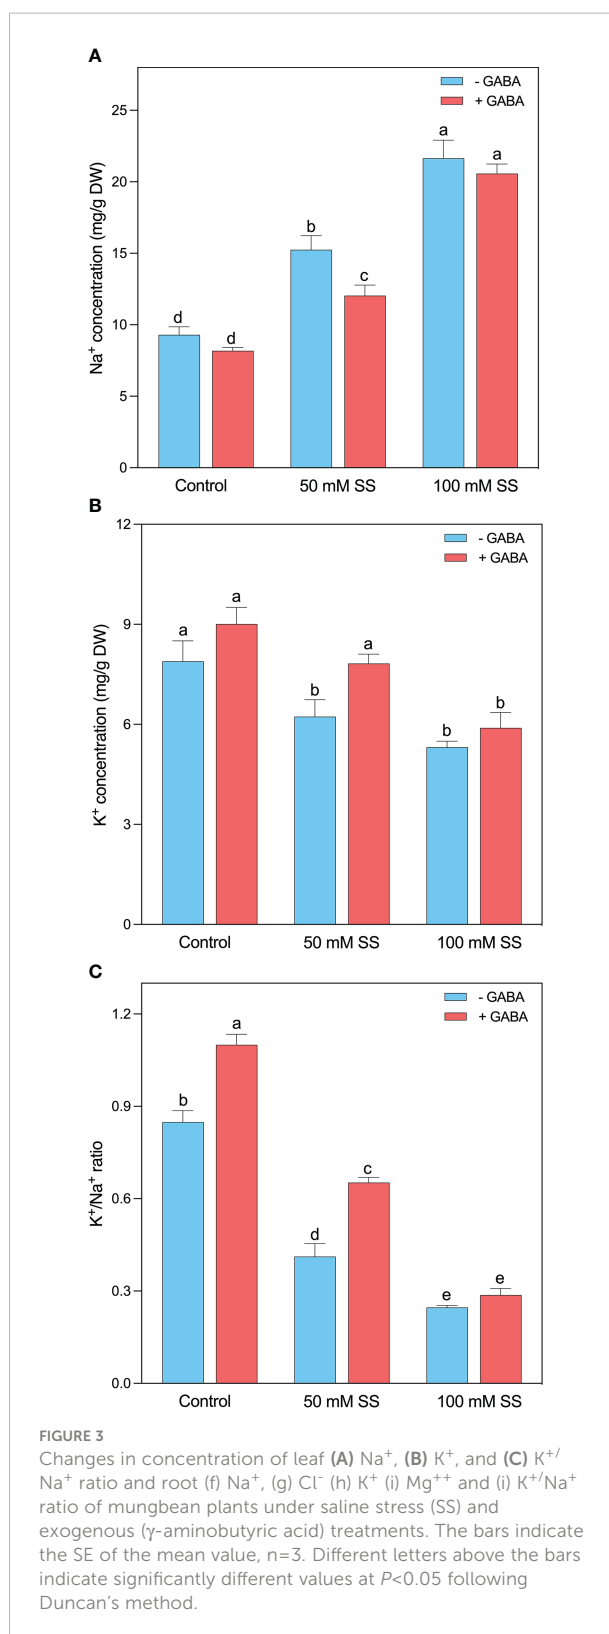 A
- GABA
+ GABA
Na⁺ concentration (mg/g DW)
25
20
15
10
5
0
d
d
b
c
a
a
Control
50 mM SS
100 mM SS
B
- GABA
+ GABA
K⁺ concentration (mg/g DW)
12
9
6
3
0
a
a
b
a
b
b
Control
50 mM SS
100 mM SS
C
- GABA
+ GABA
K⁺/Na⁺ ratio
1.2
0.9
0.6
0.3
0.0
b
a
d
c
e
e
Control
50 mM SS
100 mM SS
FIGURE 3
Changes in concentration of leaf (A) Na⁺, (B) K⁺, and (C) K⁺/
Na⁺ ratio and root (f) Na⁺, (g) Cl⁻ (h) K⁺ (i) Mg⁺⁺ and (i) K⁺/Na⁺
ratio of mungbean plants under saline stress (SS) and
exogenous (γ-aminobutyric acid) treatments. The bars indicate
the SE of the mean value, n=3. Different letters above the bars
indicate significantly different values at P<0.05 following
Duncan's method.